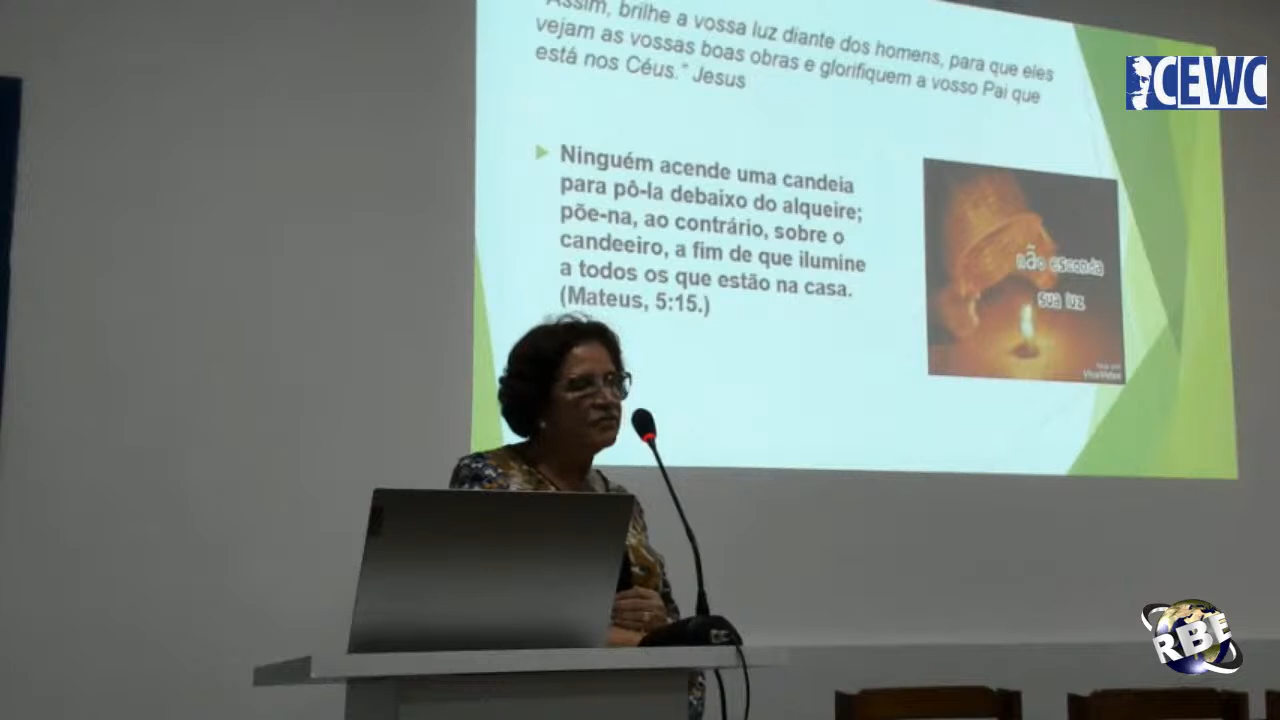 "Assim, brilhe a vossa luz diante dos homens, para que eles
vejam as vossas boas obras e glorifiquem a vosso Pai que
está nos Céus." Jesus
Ninguém acende uma candeia
para pô-la debaixo do alqueire;
põe-na, ao contrário, sobre o
candeeiro, a fim de que ilumine
a todos os que estão na casa.
(Mateus, 5:15.)
não esconda
sua luz
CEWC
RBE